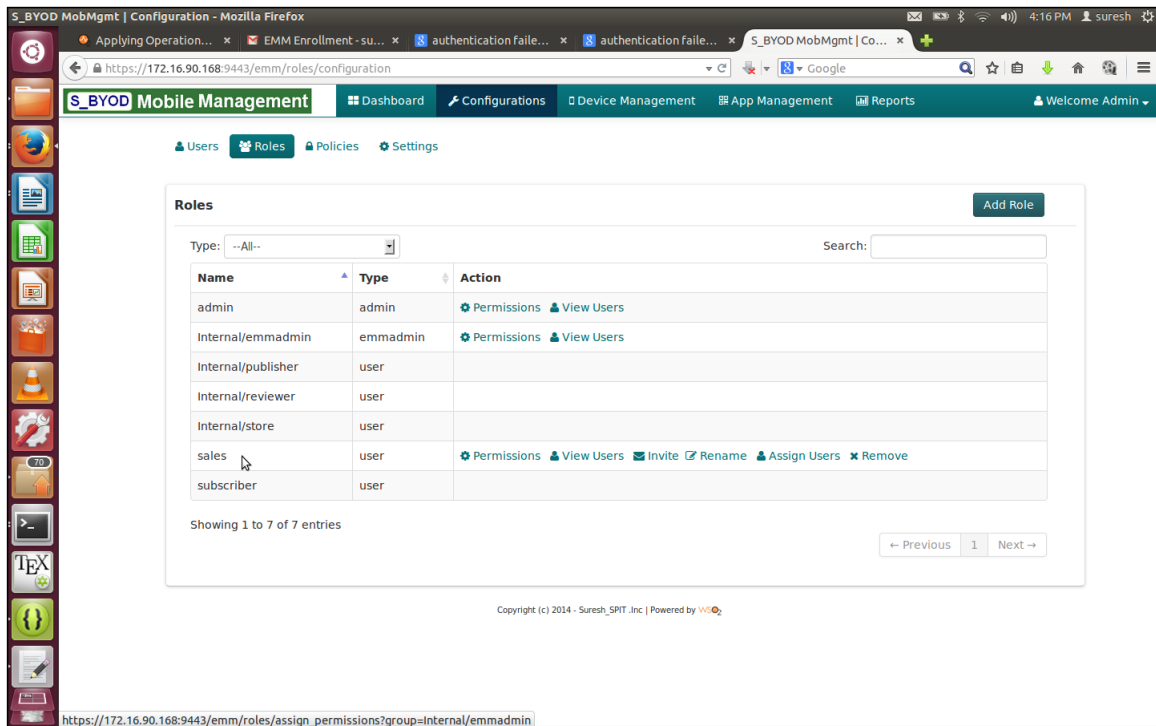 S_BYOD MobMgmt | Configuration - Mozilla Firefox 4:16 PM suresh
Applying Operation... × EMM Enrollment - su... × authentication faile... × authentication faile... × S_BYOD MobMgmt | Co... ×
https://172.16.90.168:9443/emm/roles/configuration Google
S_BYOD Mobile Management Dashboard Configurations Device Management App Management Reports Welcome Admin
Users Roles Policies Settings
Roles Add Role
Type: --All-- Search:
Name Type Action
admin admin Permissions View Users
Internal/emmadmin emmadmin Permissions View Users
Internal/publisher user
Internal/reviewer user
Internal/store user
sales user Permissions View Users Invite Rename Assign Users × Remove
subscriber user
Showing 1 to 7 of 7 entries
← Previous 1 Next →
Copyright (c) 2014 - Suresh_SPIT .Inc | Powered by WSO2
70
>_
TEX
{}
https://172.16.90.168:9443/emm/roles/assign_permissions?group=Internal/emmadmin